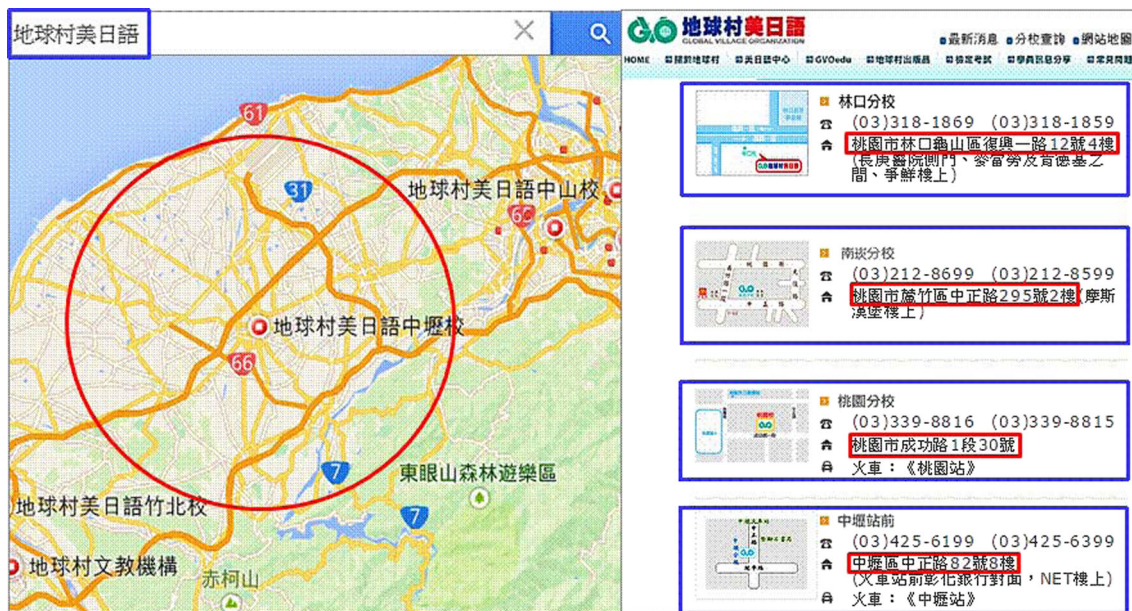 地球村美日語
61
31
地球村美日語中山校
地球村美日語中壢校
66
7
東眼山森林遊樂區
7
地球村美日語竹北校
地球村文教機構
赤柯山
GVO 地球村美日語
GLOBAL VILLAGE ORGANIZATION
最新消息 分校查詢 網站地圖
HOME 關於地球村 美日語中心 GVOedu 地球村出版品 檢定考試 學員訊息分享 常見問題
林口分校
(03)318-1869 (03)318-1859
桃園市林口龜山區復興一路12號4樓
(長庚醫院側門、麥當勞及肯德基之
間、爭鮮樓上)
南崁分校
(03)212-8699 (03)212-8599
桃園市蘆竹區中正路295號2樓(摩斯
漢堡樓上)
桃園分校
(03)339-8816 (03)339-8815
桃園市成功路1段30號
火車：《桃園站》
中壢站前
(03)425-6199 (03)425-6399
中壢區中正路82號8樓
(火車站前彰化銀行對面，NET樓上)
火車：《中壢站》